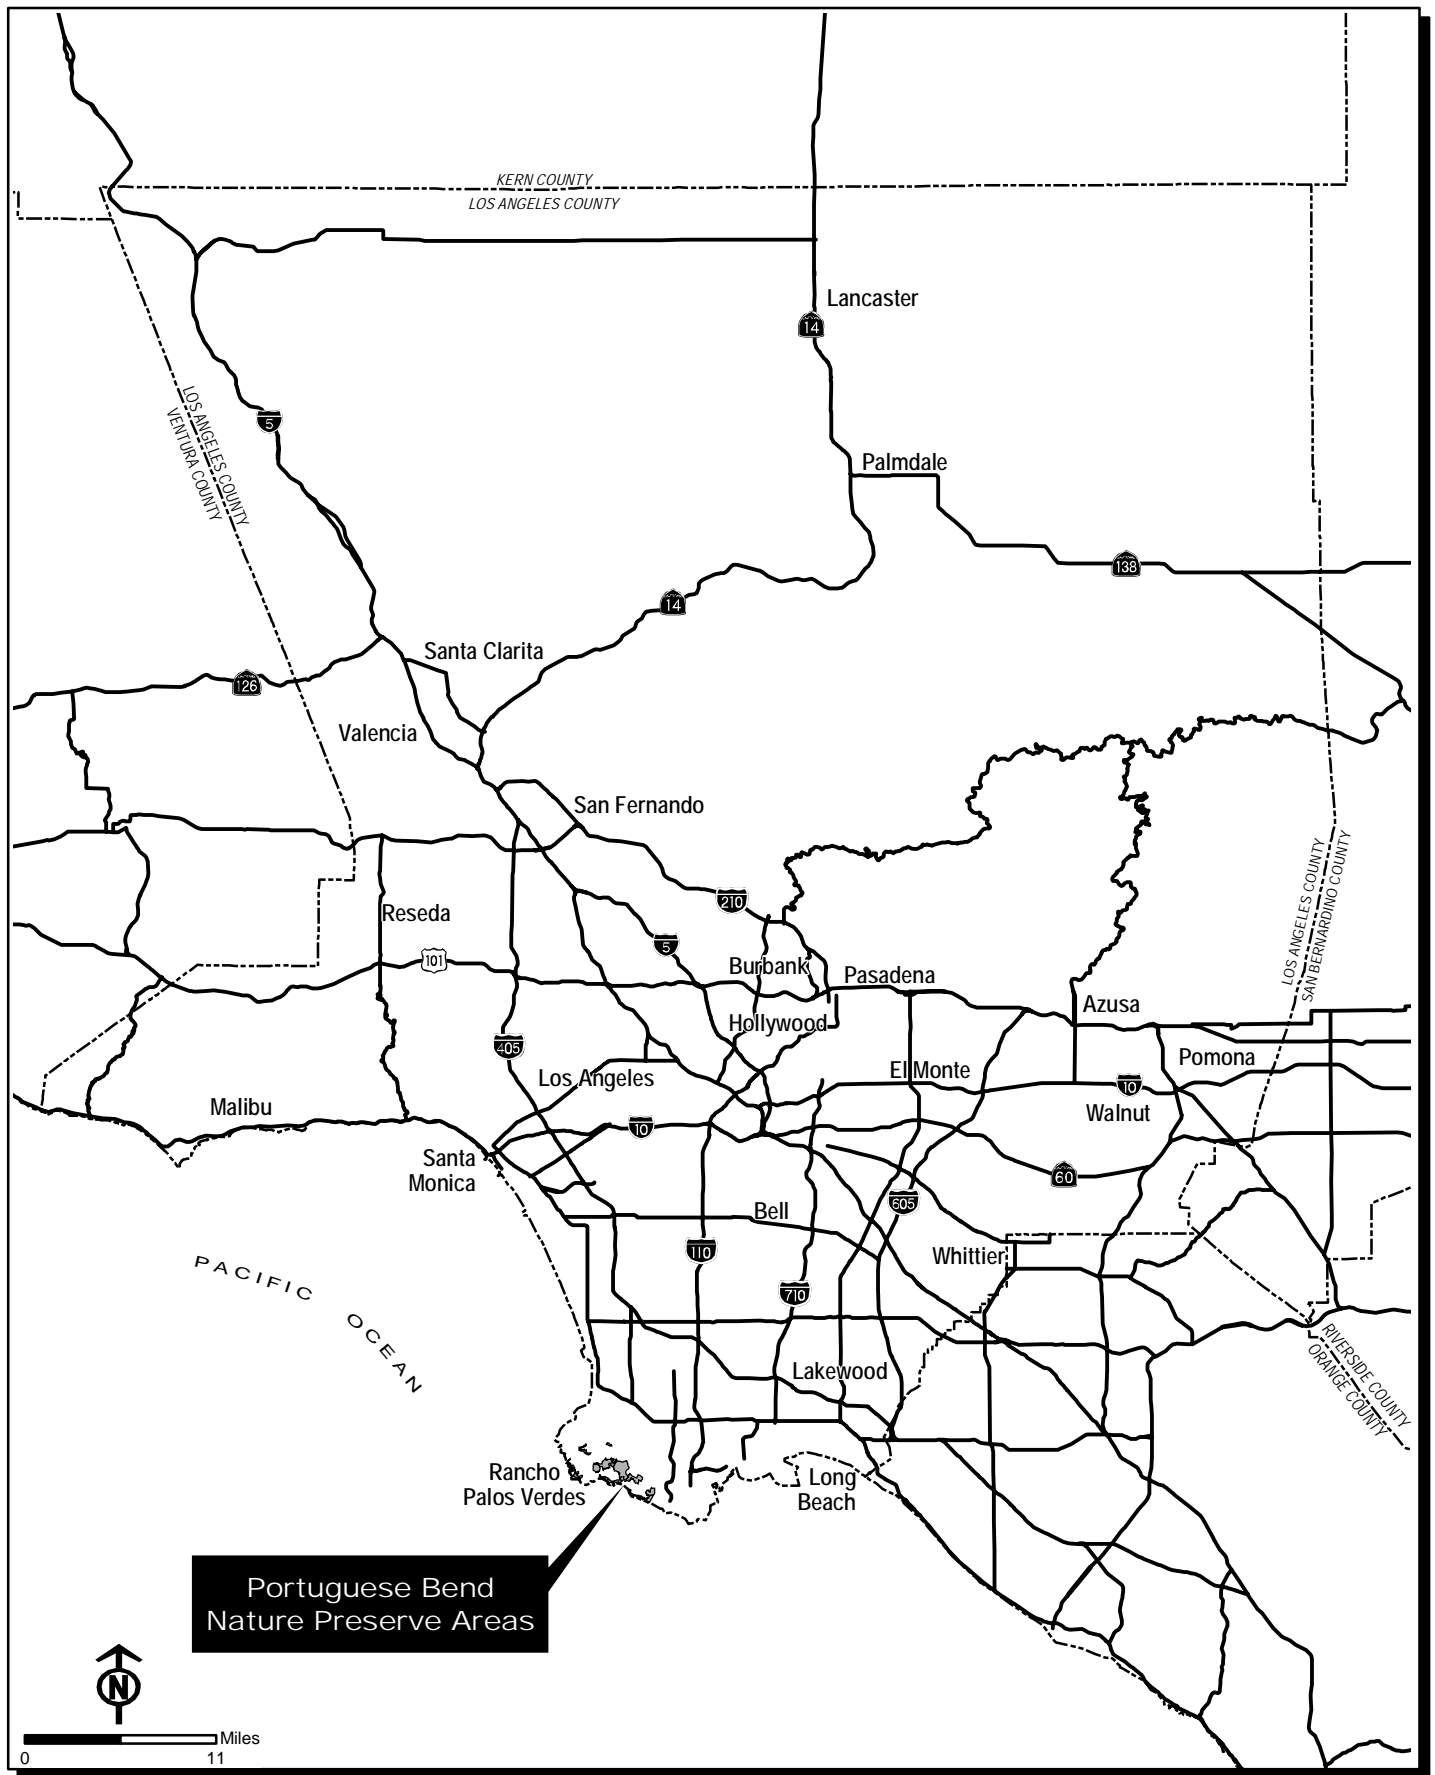 KERN COUNTY
LOS ANGELES COUNTY
Lancaster
14
LOS ANGELES COUNTY
VENTURA COUNTY
5
Palmdale
138
14
Santa Clarita
126
Valencia
San Fernando
LOS ANGELES COUNTY
SAN BERNARDINO COUNTY
210
Reseda
5
101
Burbank
Pasadena
Azusa
Hollywood
405
Pomona
El Monte
Los Angeles
10
Malibu
Walnut
10
Santa
Monica
60
605
Bell
110
Whittier
PACIFIC OCEAN
710
RIVERSIDE COUNTY
ORANGE COUNTY
Lakewood
Rancho
Palos Verdes
Long
Beach
Portuguese Bend
Nature Preserve Areas
N
Miles
0 11